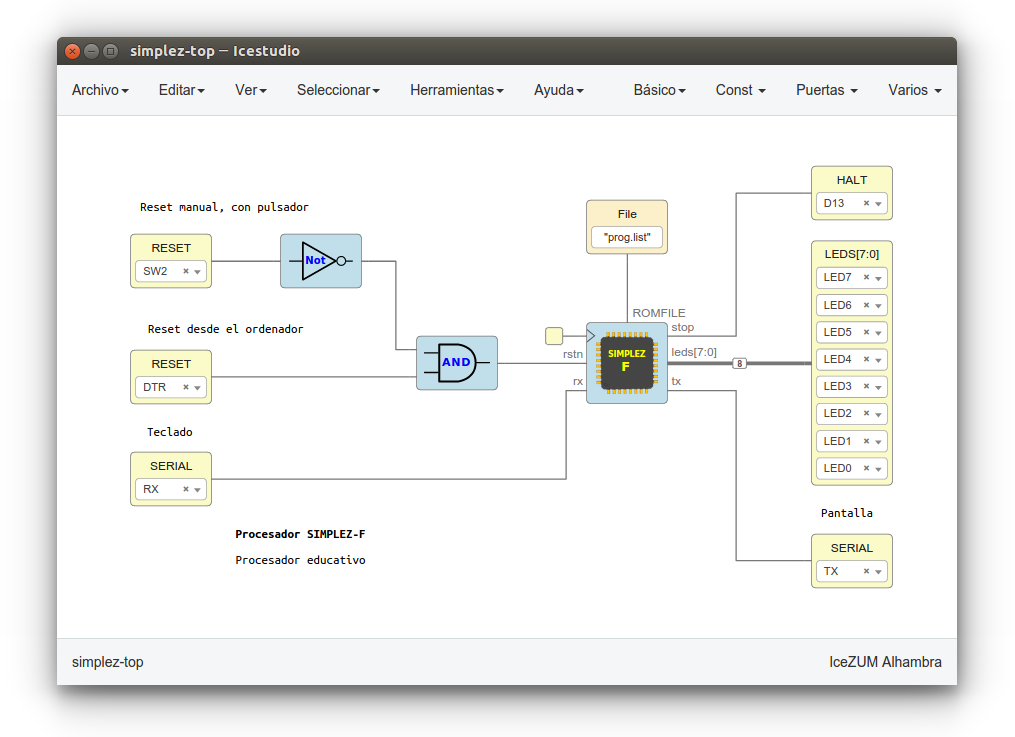 simplez-top – Icestudio
Archivo Editar Ver Seleccionar Herramientas Ayuda Básico Const Puertas Varios
Reset manual, con pulsador
RESET
SW2
Not
Reset desde el ordenador
RESET
DTR
AND
Teclado
SERIAL
RX
Procesador SIMPLEZ-F
Procesador educativo
File
"prog.list"
ROMFILE
rstn
rx
SIMPLEZ
F
stop
leds[7:0]
tx
8
HALT
D13
LEDS[7:0]
LED7
LED6
LED5
LED4
LED3
LED2
LED1
LED0
Pantalla
SERIAL
TX
simplez-top
IceZUM Alhambra